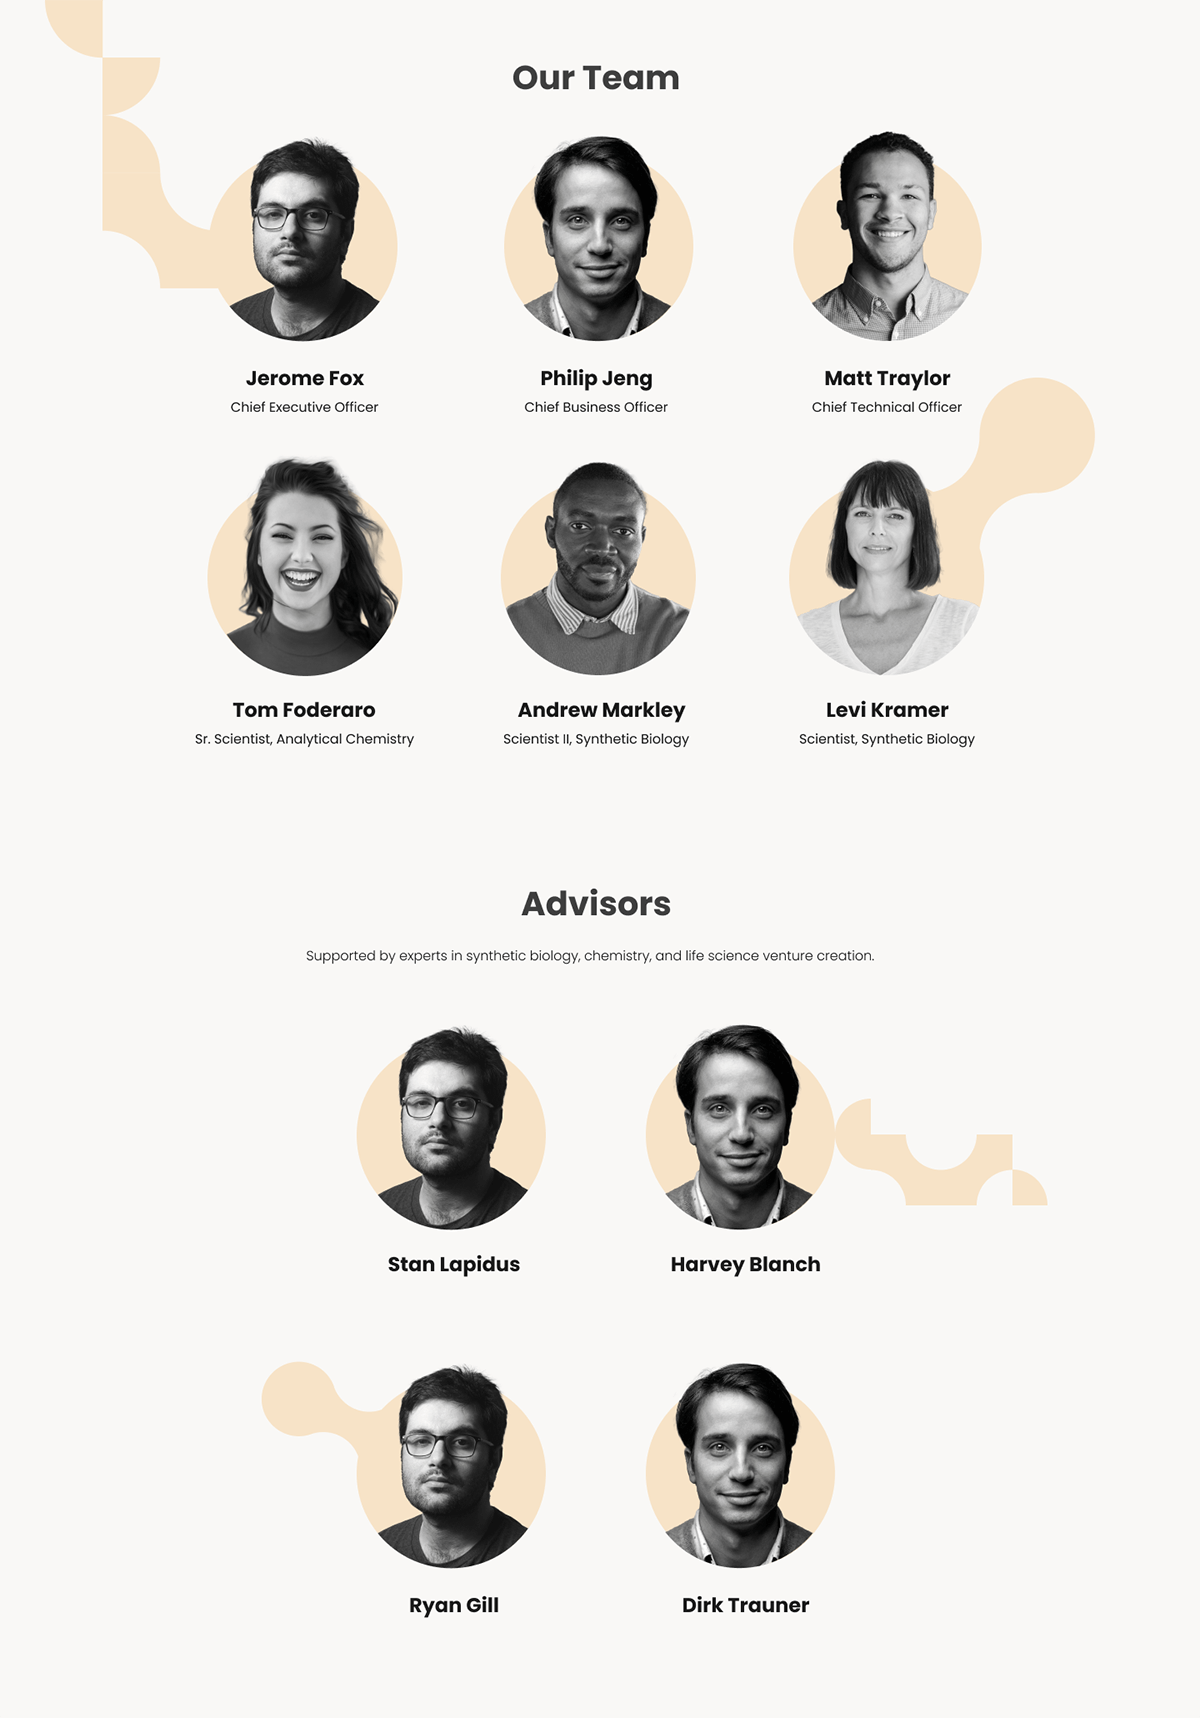 Our Team
Jerome Fox
Philip Jeng
Matt Traylor
Chief Executive Officer
Chief Business Officer
Chief Technical Officer
Tom Foderaro
Andrew Markley
Levi Kramer
Sr. Scientist, Analytical Chemistry
Scientist II, Synthetic Biology
Scientist, Synthetic Biology
Advisors
Supported by experts in synthetic biology, chemistry, and life science venture creation.
Stan Lapidus
Harvey Blanch
Ryan Gill
Dirk Trauner